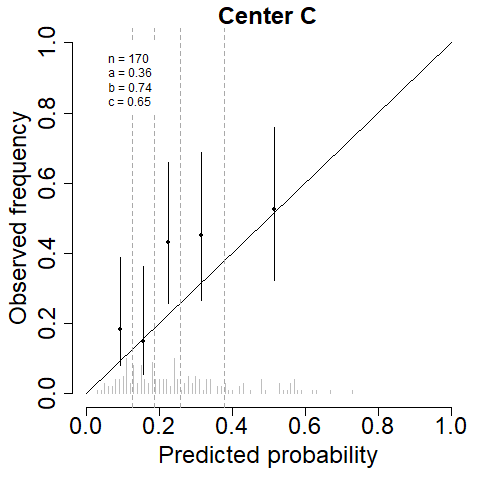 Center C
n = 170
a = 0.36
b = 0.74
c = 0.65
Observed frequency
1.0
0.8
0.6
0.4
0.2
0.0
0.0 0.2 0.4 0.6 0.8 1.0
Predicted probability